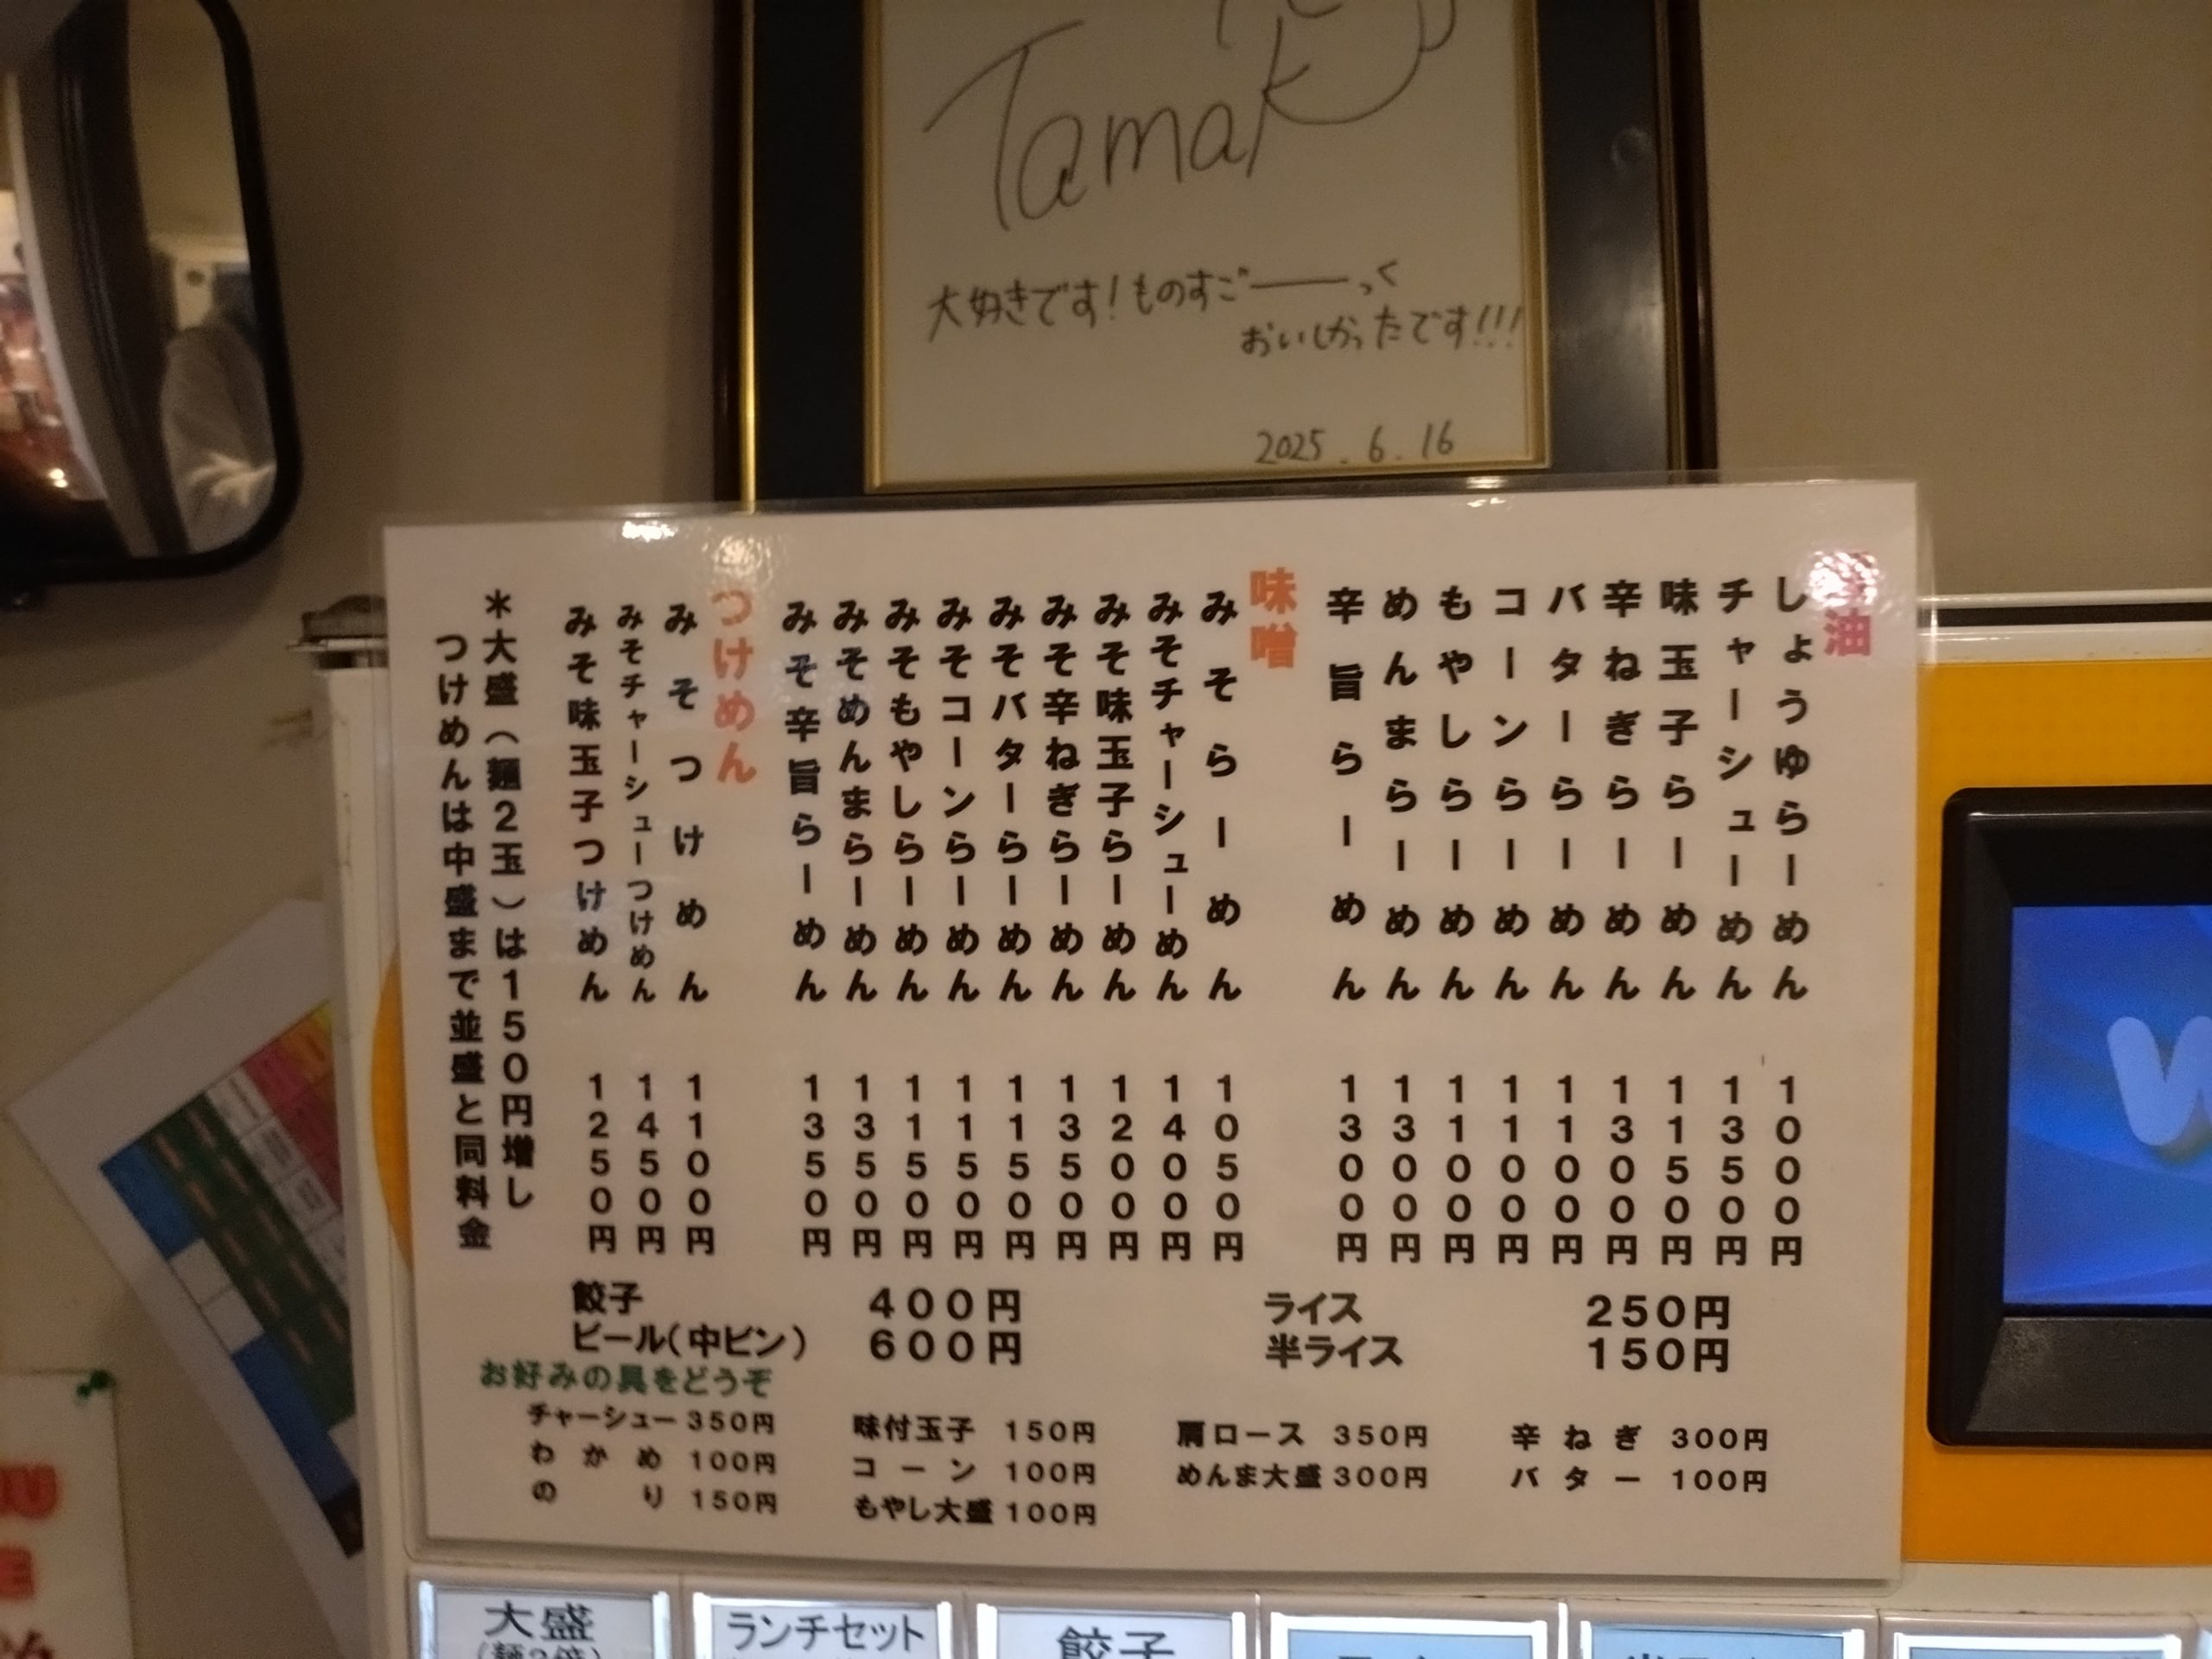 Tamaki
大好きです！ものすごーーっく
おいしかったです!!!
2025.6.16
醤油
しょうゆらーめん 1000円
チャーシューめん 1350円
味玉子らーめん 1150円
辛ねぎらーめん 1300円
バターらーめん 1100円
コーンらーめん 1100円
もやしらーめん 1100円
めんまらーめん 1300円
辛旨らーめん 1300円
味噌
みそらーめん 1050円
みそチャーシューめん 1400円
みそ味玉子らーめん 1200円
みそ辛ねぎらーめん 1350円
みそバターらーめん 1150円
みそコーンらーめん 1150円
みそもやしらーめん 1150円
みそめんまらーめん 1350円
みそ辛旨らーめん 1350円
つけめん
みそつけめん 1100円
みそチャーシューつけめん 1450円
みそ味玉子つけめん 1250円
＊大盛（麺2玉）は150円増し
つけめんは中盛まで並盛と同料金
餃子 400円 ライス 250円
ビール（中ビン） 600円 半ライス 150円
お好みの具をどうぞ
チャーシュー 350円 味付玉子 150円 肩ロース 350円 辛ねぎ 300円
わかめ 100円 コーン 100円 めんま大盛 300円 バター 100円
のり 150円 もやし大盛 100円
大盛 ランチセット 餃子